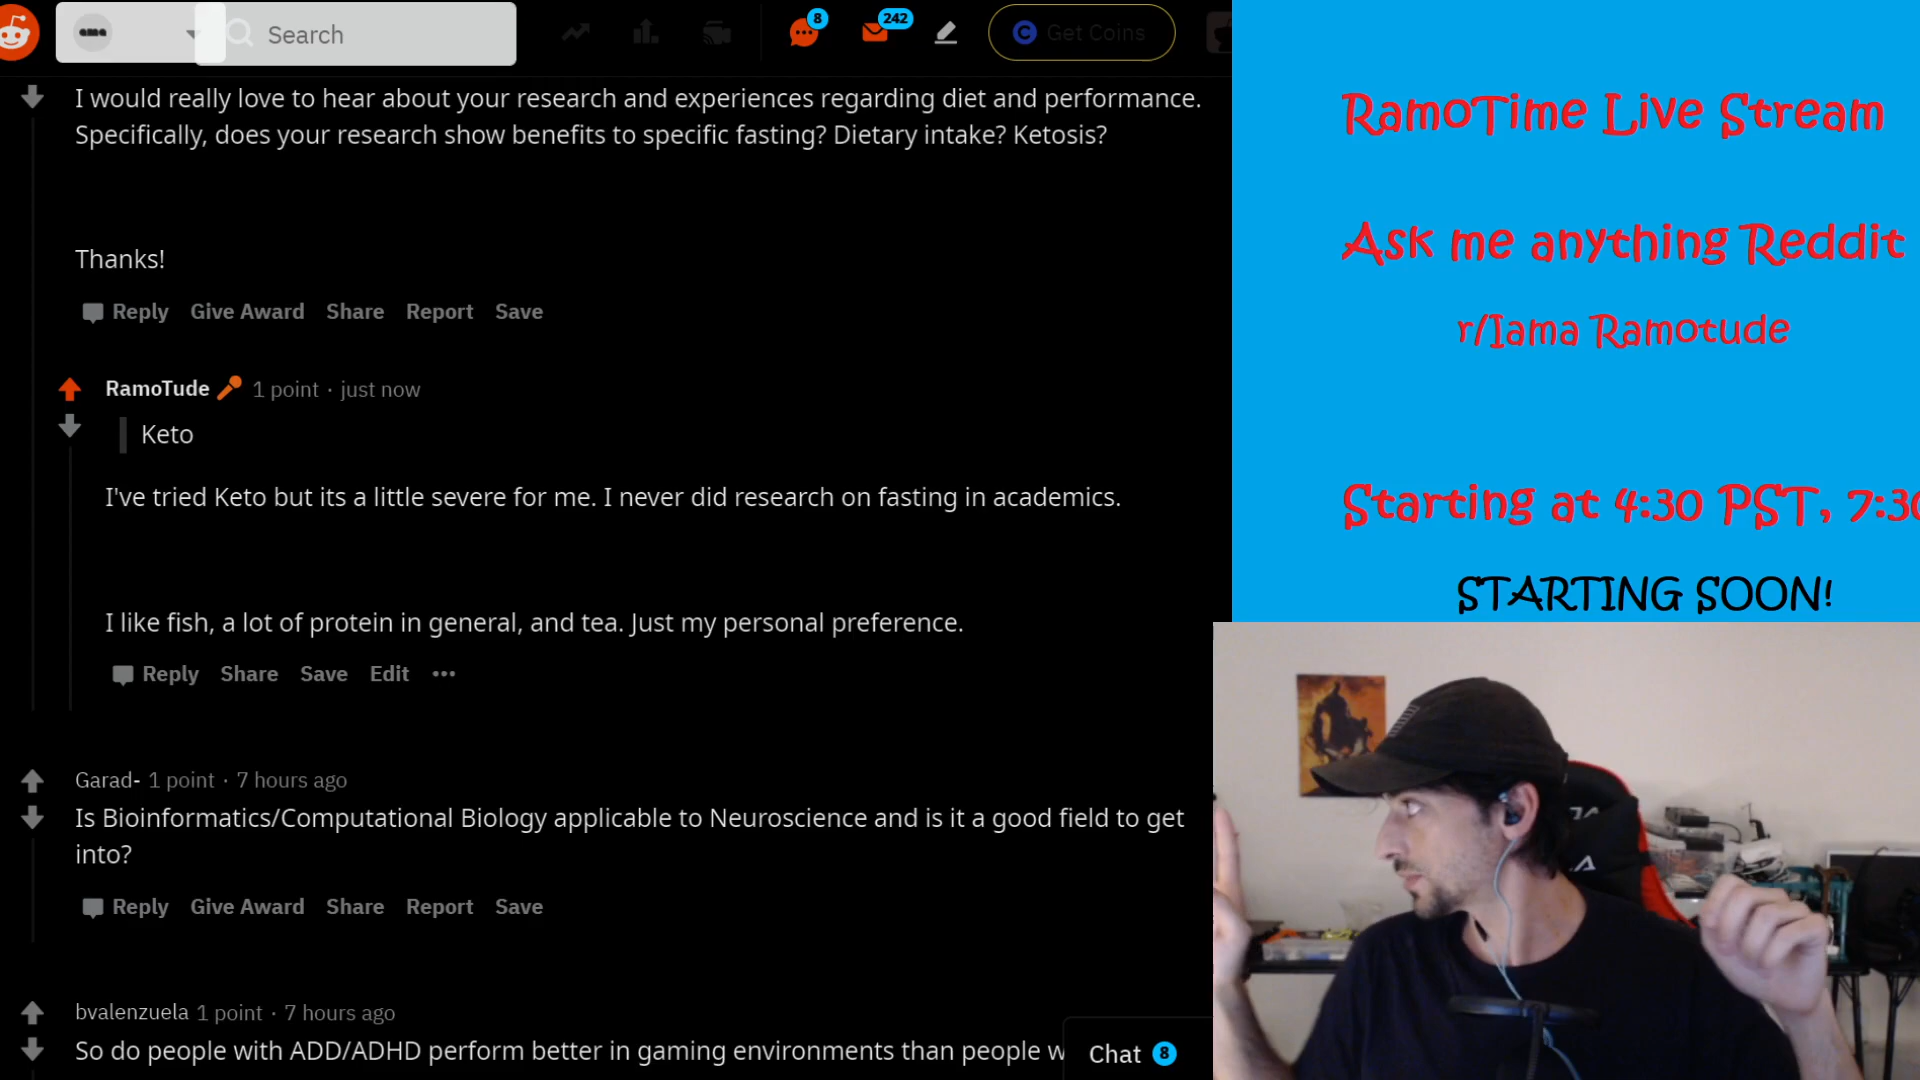 ama
Search
8
242
Get Coins
I would really love to hear about your research and experiences regarding diet and performance.
Specifically, does your research show benefits to specific fasting? Dietary intake? Ketosis?
Thanks!
Reply Give Award Share Report Save
RamoTude 1 point · just now
Keto
I've tried Keto but its a little severe for me. I never did research on fasting in academics.
I like fish, a lot of protein in general, and tea. Just my personal preference.
Reply Share Save Edit ...
Garad- 1 point · 7 hours ago
Is Bioinformatics/Computational Biology applicable to Neuroscience and is it a good field to get
into?
Reply Give Award Share Report Save
bvalenzuela 1 point · 7 hours ago
So do people with ADD/ADHD perform better in gaming environments than people w
Chat 8
RamoTime Live Stream
Ask me anything Reddit
r/Iama Ramotude
Starting at 4:30 PST, 7:30
STARTING SOON!